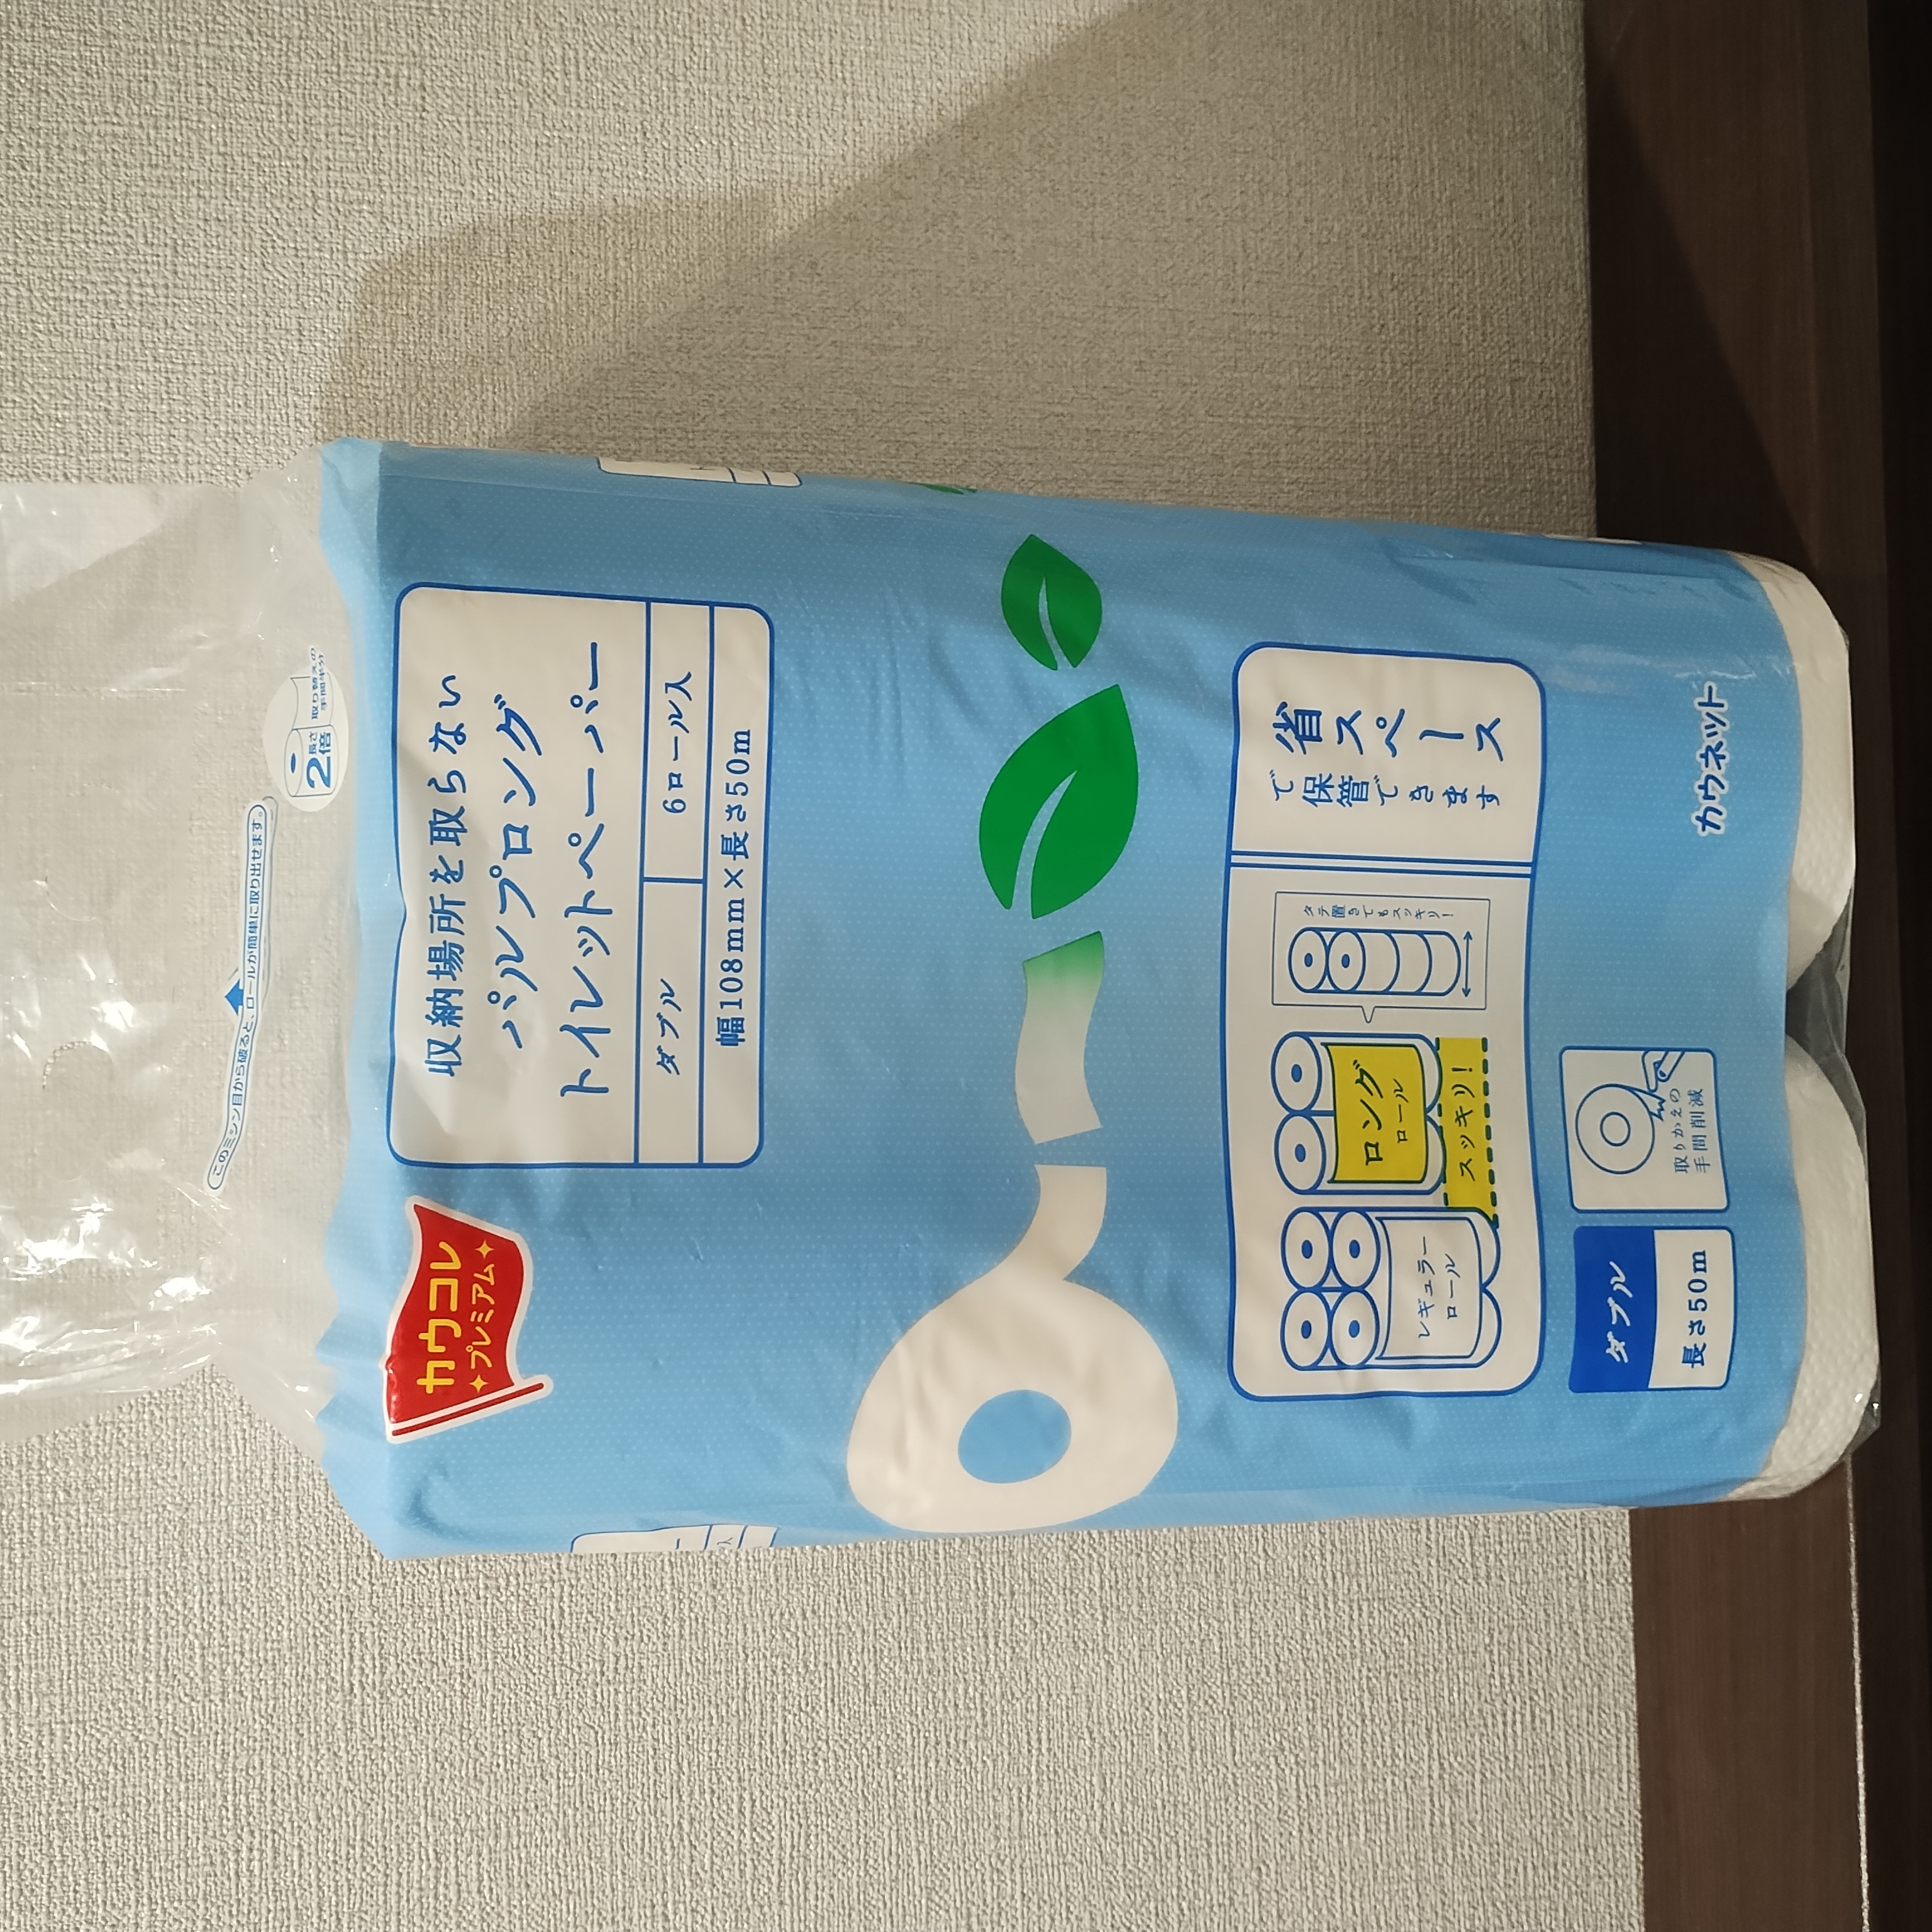 このミシン目から破ると、ロールが簡単に取り出せます。
長さ
2倍
取り替えの
手間半分
カウコレ
プレミアム
収納場所を取らない
パルプロング
トイレットペーパー
ダブル
6ロール入
幅108mm×長さ50m
レギュラー
ロール
ロング
ロール
スッキリ!
タテ置きでもスッキリ!
省スペース
で保管できます
ダブル
長さ50m
取りかえの
手間削減
カウネット